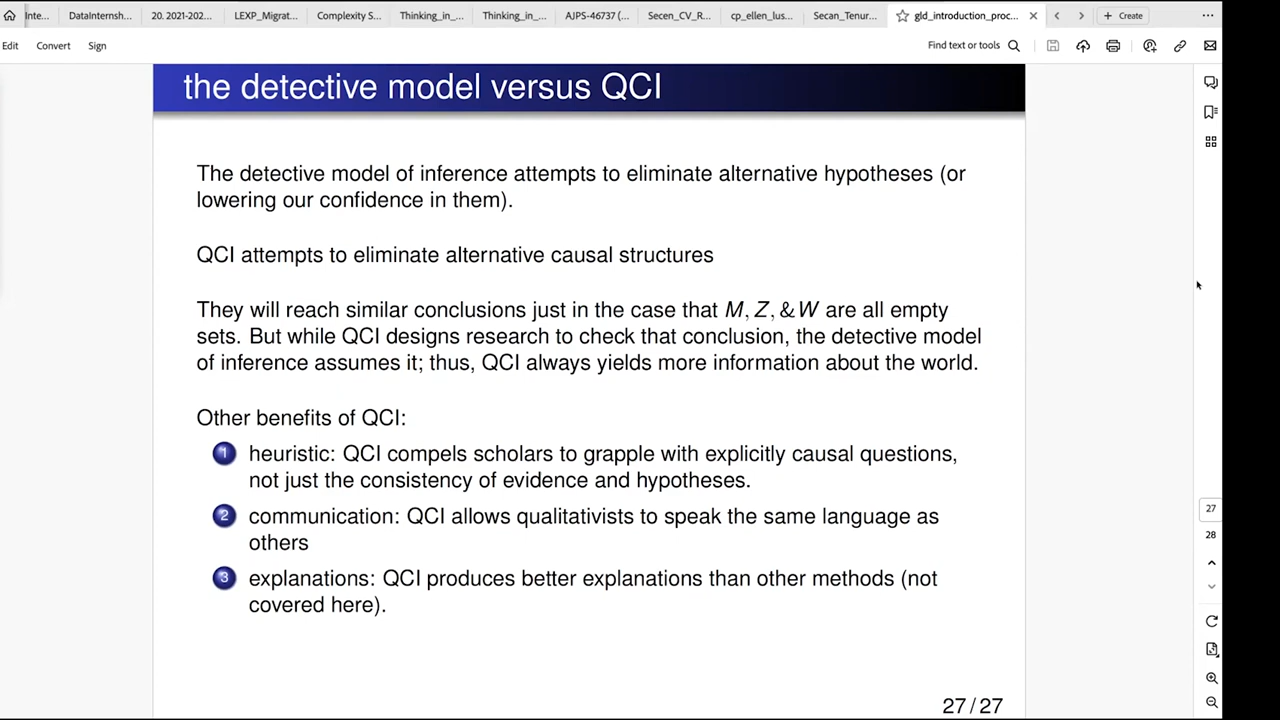 Inte...
DataInternsh...
20. 2021-202...
LEXP_Migrat...
Complexity S...
Thinking_in_...
Thinking_in_...
AJPS-46737 (...
Secen_CV_R...
cp_ellen_lus...
Secan_Tenur...
gld_introduction_proc...
Create
Edit
Convert
Sign
Find text or tools
the detective model versus QCI
The detective model of inference attempts to eliminate alternative hypotheses (or
lowering our confidence in them).
QCI attempts to eliminate alternative causal structures
They will reach similar conclusions just in the case that M, Z, & W are all empty
sets. But while QCI designs research to check that conclusion, the detective model
of inference assumes it; thus, QCI always yields more information about the world.
Other benefits of QCI:
1 heuristic: QCI compels scholars to grapple with explicitly causal questions,
not just the consistency of evidence and hypotheses.
2 communication: QCI allows qualitativists to speak the same language as
others
3 explanations: QCI produces better explanations than other methods (not
covered here).
27 / 27
27
28